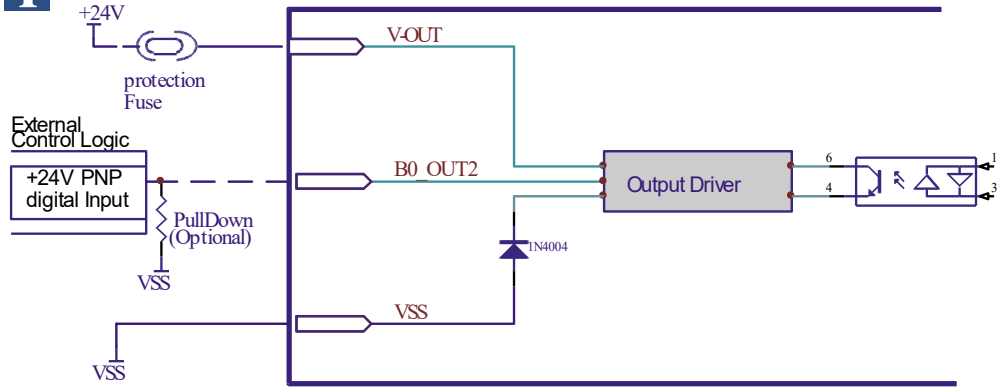 +24V
V-OUT
protection
Fuse
External
Control Logic
+24V PNP
digital Input
B0_OUT2
Output Driver
6
4
1
3
PullDown
(Optional)
VSS
1N4004
VSS
VSS